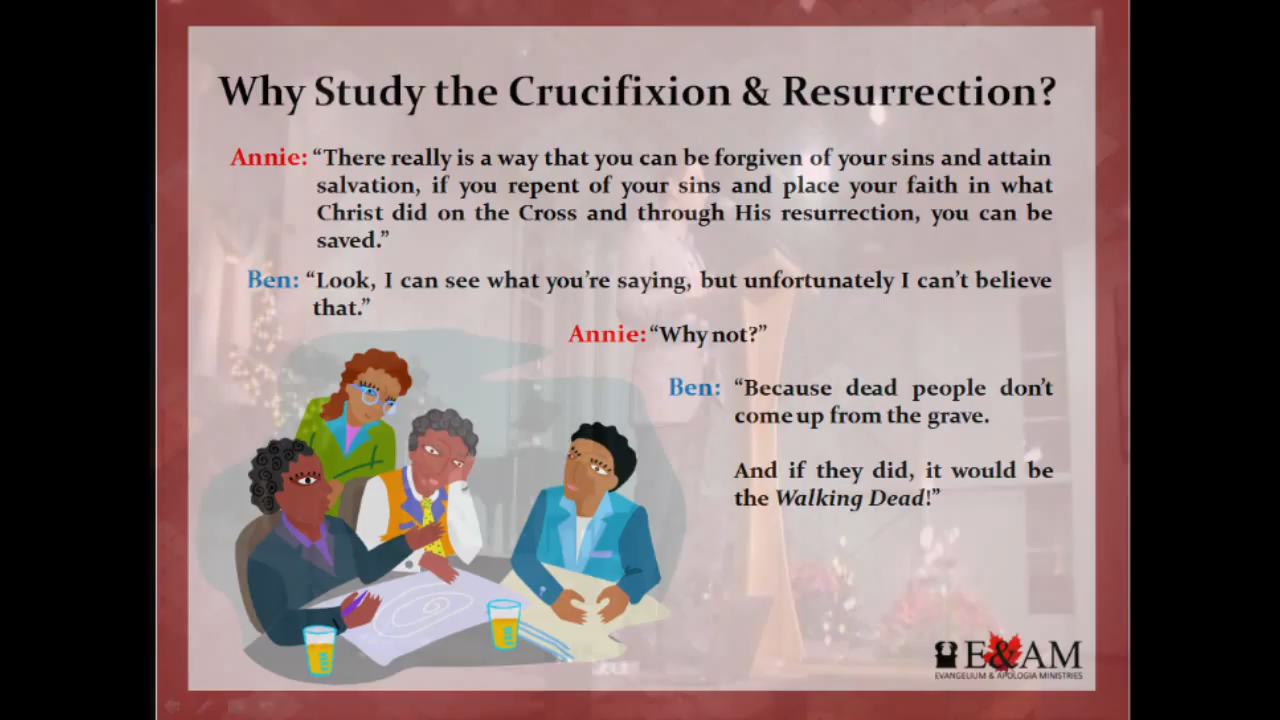 Why Study the Crucifixion & Resurrection?
Annie: “There really is a way that you can be forgiven of your sins and attain
salvation, if you repent of your sins and place your faith in what
Christ did on the Cross and through His resurrection, you can be
saved.”
Ben: “Look, I can see what you’re saying, but unfortunately I can’t believe
that.”
Annie: “Why not?”
Ben: “Because dead people don’t
come up from the grave.
And if they did, it would be
the Walking Dead!”
E&AM
EVANGELIUM & APOLOGIA MINISTRIES